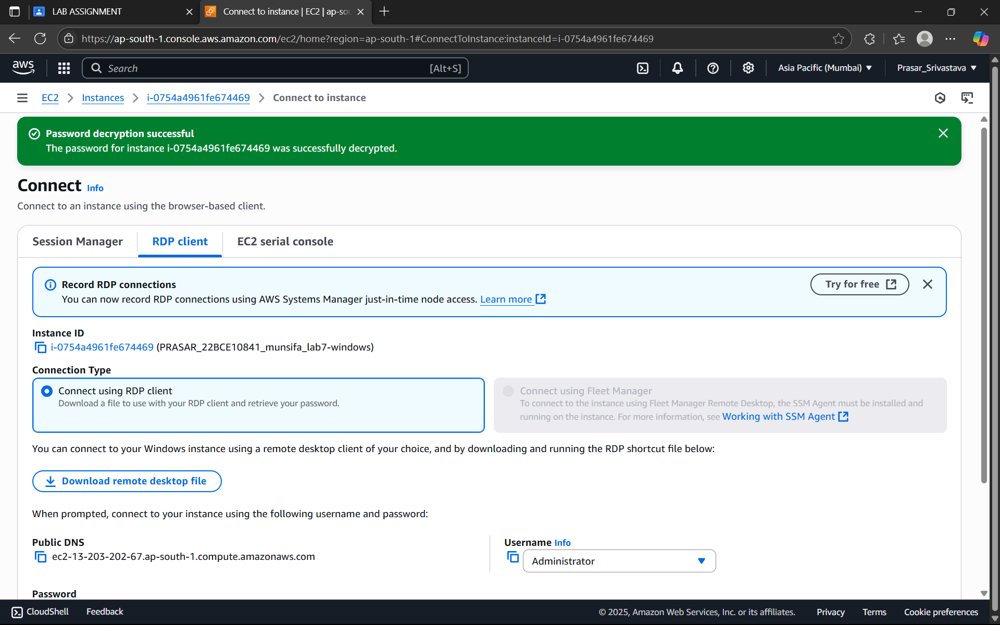 LAB ASSIGNMENT
Connect to instance | EC2 | ap-sou
https://ap-south-1.console.aws.amazon.com/ec2/home?region=ap-south-1#ConnectToInstance:instanceId=i-0754a4961fe674469
aws
Search
[Alt+S]
Asia Pacific (Mumbai)
Prasar_Srivastava
EC2
Instances
i-0754a4961fe674469
Connect to instance
Password decryption successful
The password for instance i-0754a4961fe674469 was successfully decrypted.
Connect Info
Connect to an instance using the browser-based client.
Session Manager
RDP client
EC2 serial console
Record RDP connections
You can now record RDP connections using AWS Systems Manager just-in-time node access. Learn more
Try for free
Instance ID
i-0754a4961fe674469 (PRASAR_22BCE10841_munsifa_lab7-windows)
Connection Type
Connect using RDP client
Download a file to use with your RDP client and retrieve your password.
Connect using Fleet Manager
To connect to the instance using Fleet Manager Remote Desktop, the SSM Agent must be installed and
running on the instance. For more information, see Working with SSM Agent
You can connect to your Windows instance using a remote desktop client of your choice, and by downloading and running the RDP shortcut file below:
Download remote desktop file
When prompted, connect to your instance using the following username and password:
Public DNS
ec2-13-203-202-67.ap-south-1.compute.amazonaws.com
Username Info
Administrator
Password
CloudShell
Feedback
© 2025, Amazon Web Services, Inc. or its affiliates.
Privacy
Terms
Cookie preferences